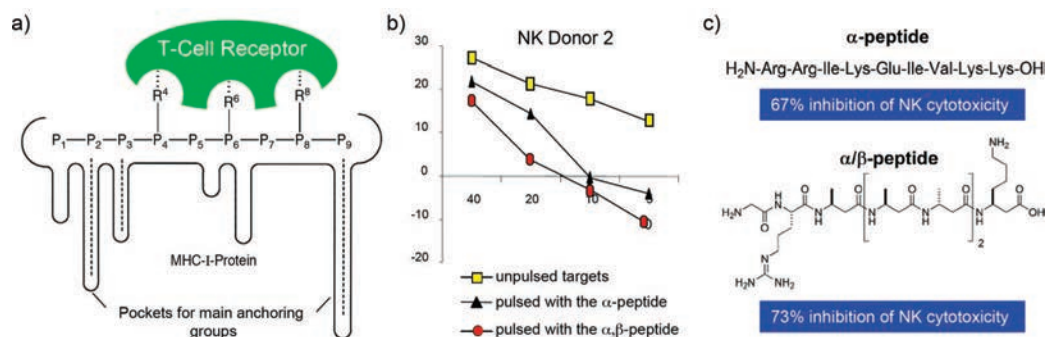 a)
T-Cell Receptor
R4 R6 R8
P1 P2 P3 P4 P5 P6 P7 P8 P9
MHC-I-Protein
Pockets for main anchoring
groups
b)
NK Donor 2
30
20
10
0
40 20 10
-10
-20
unpulsed targets
pulsed with the α-peptide
pulsed with the α,β-peptide
c)
α-peptide
H2N-Arg-Arg-Ile-Lys-Glu-Ile-Val-Lys-Lys-OH
67% inhibition of NK cytotoxicity
α/β-peptide
NH2
O H N O O O O O
H2N N H N H N H N H N H OH
O 2
N
H2N NH2
73% inhibition of NK cytotoxicity